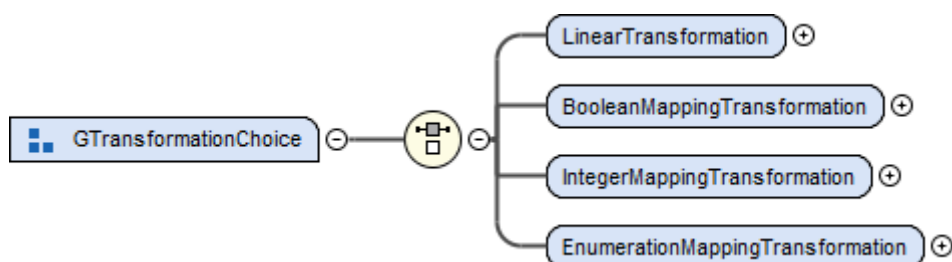 LinearTransformation
BooleanMappingTransformation
GTransformationChoice
IntegerMappingTransformation
EnumerationMappingTransformation